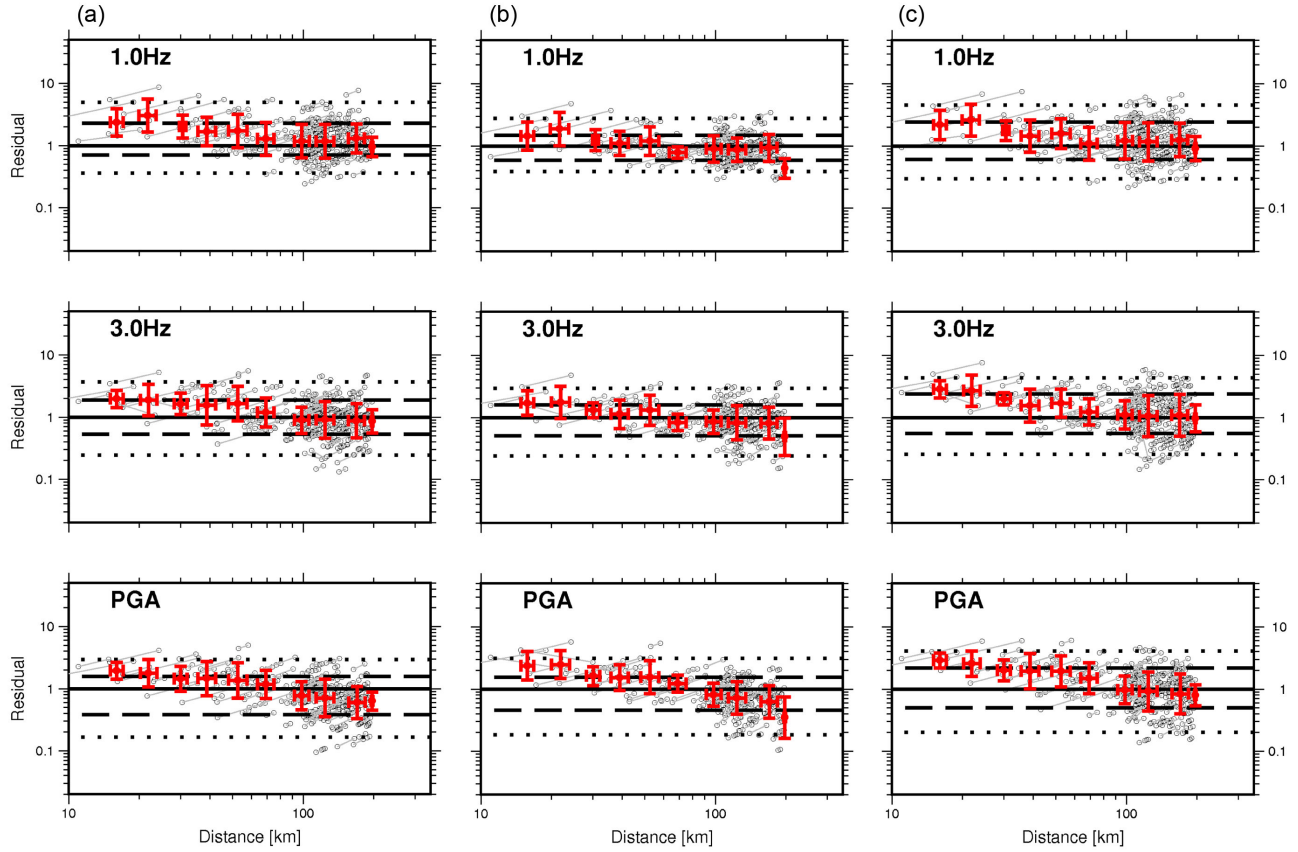 (a) (b) (c)
1.0Hz 1.0Hz 1.0Hz
10 10
Residual 1 1
0.1 0.1
3.0Hz 3.0Hz 3.0Hz
10 10
Residual 1 1
0.1 0.1
PGA PGA PGA
10 10
Residual 1 1
0.1 0.1
10 100 10 100 10 100
Distance [km] Distance [km] Distance [km]